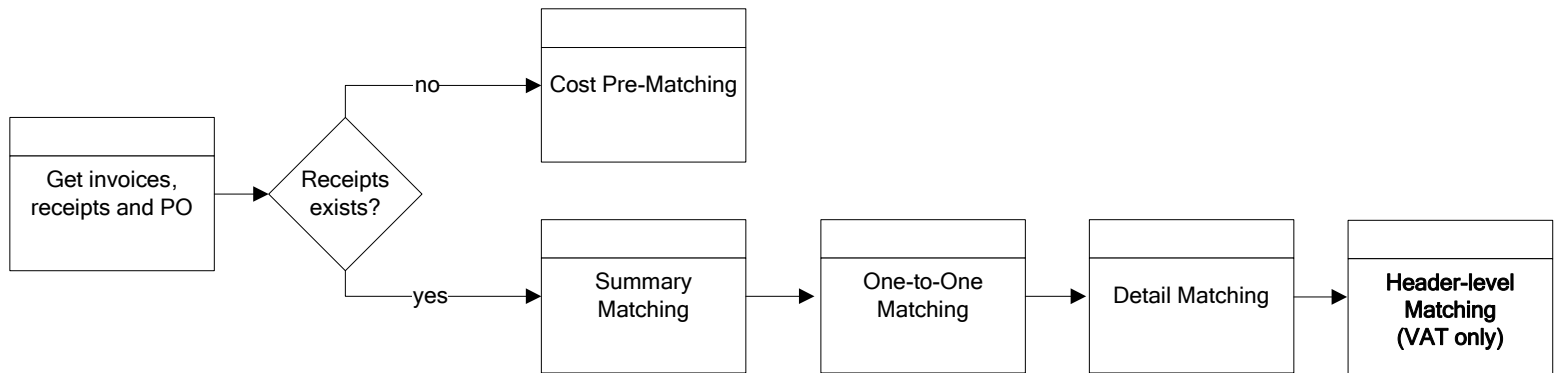 no
Cost Pre-Matching
Get invoices,
receipts and PO
Receipts
exists?
yes
Summary
Matching
One-to-One
Matching
Detail Matching
Header-level
Matching
(VAT only)